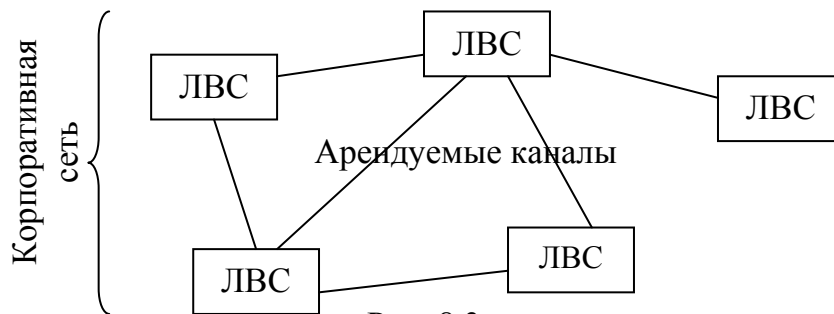 Корпоративная
сеть
ЛВС
ЛВС
ЛВС
Арендуемые каналы
ЛВС
ЛВС